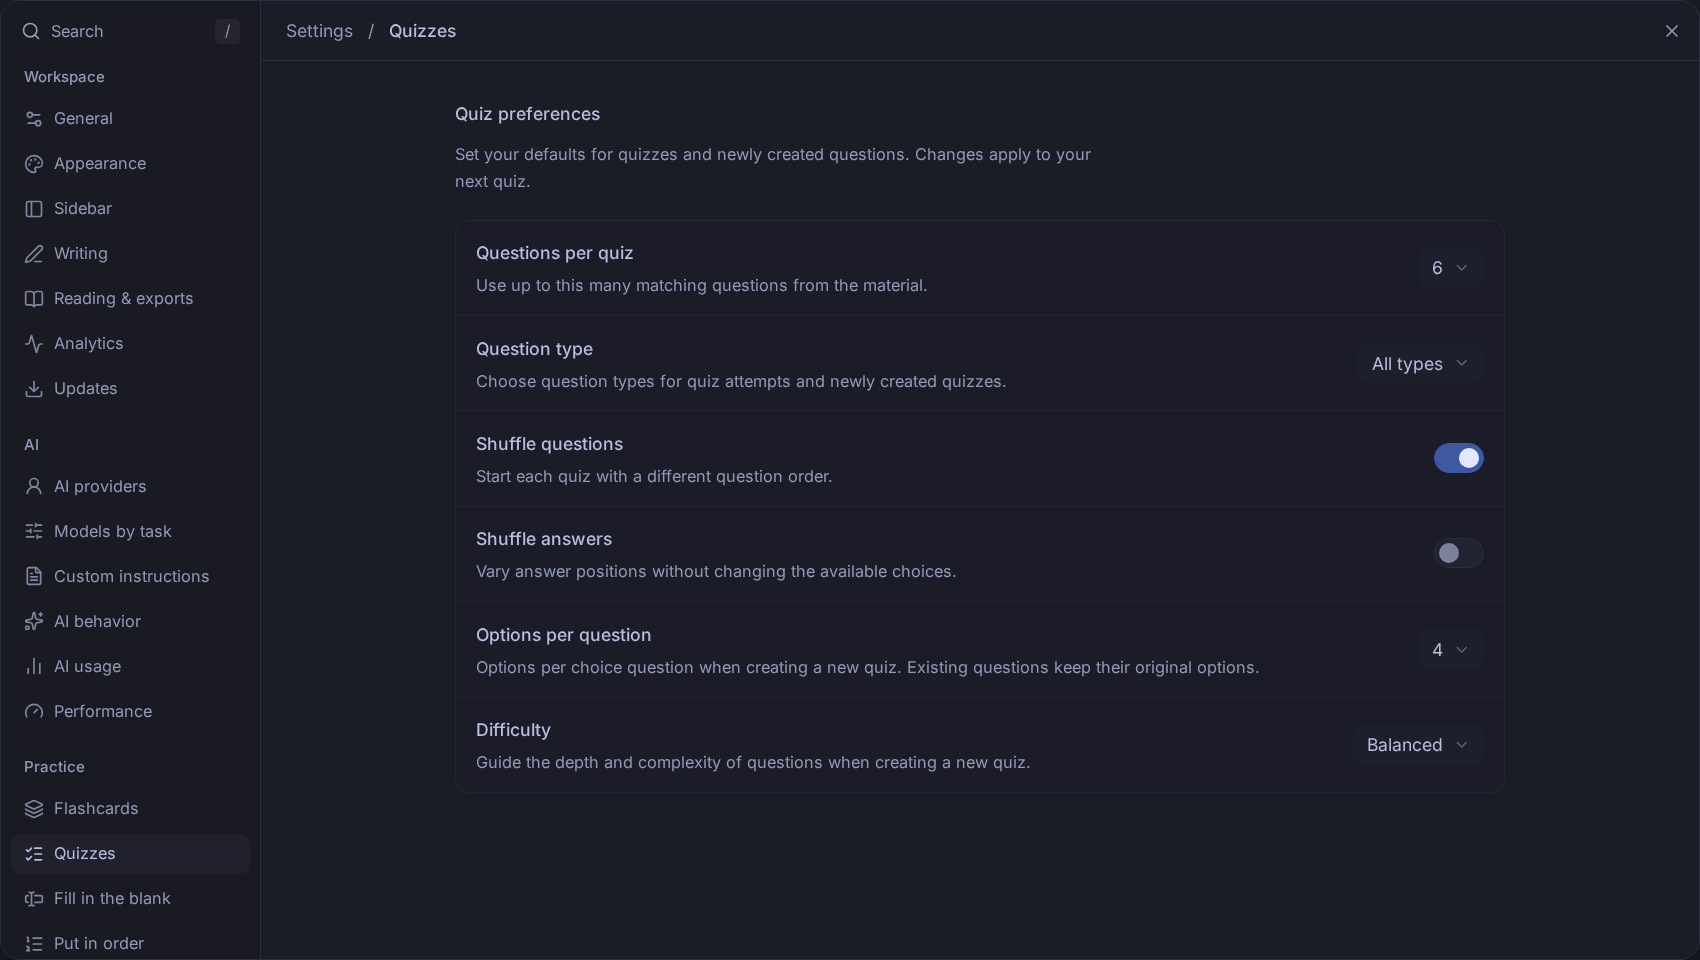 Search
/
Workspace
General
Appearance
Sidebar
Writing
Reading & exports
Analytics
Updates
AI
AI providers
Models by task
Custom instructions
AI behavior
AI usage
Performance
Practice
Flashcards
Quizzes
Fill in the blank
Put in order
Settings / Quizzes
Quiz preferences
Set your defaults for quizzes and newly created questions. Changes apply to your
next quiz.
Questions per quiz
Use up to this many matching questions from the material.
6
Question type
Choose question types for quiz attempts and newly created quizzes.
All types
Shuffle questions
Start each quiz with a different question order.
Shuffle answers
Vary answer positions without changing the available choices.
Options per question
Options per choice question when creating a new quiz. Existing questions keep their original options.
4
Difficulty
Guide the depth and complexity of questions when creating a new quiz.
Balanced